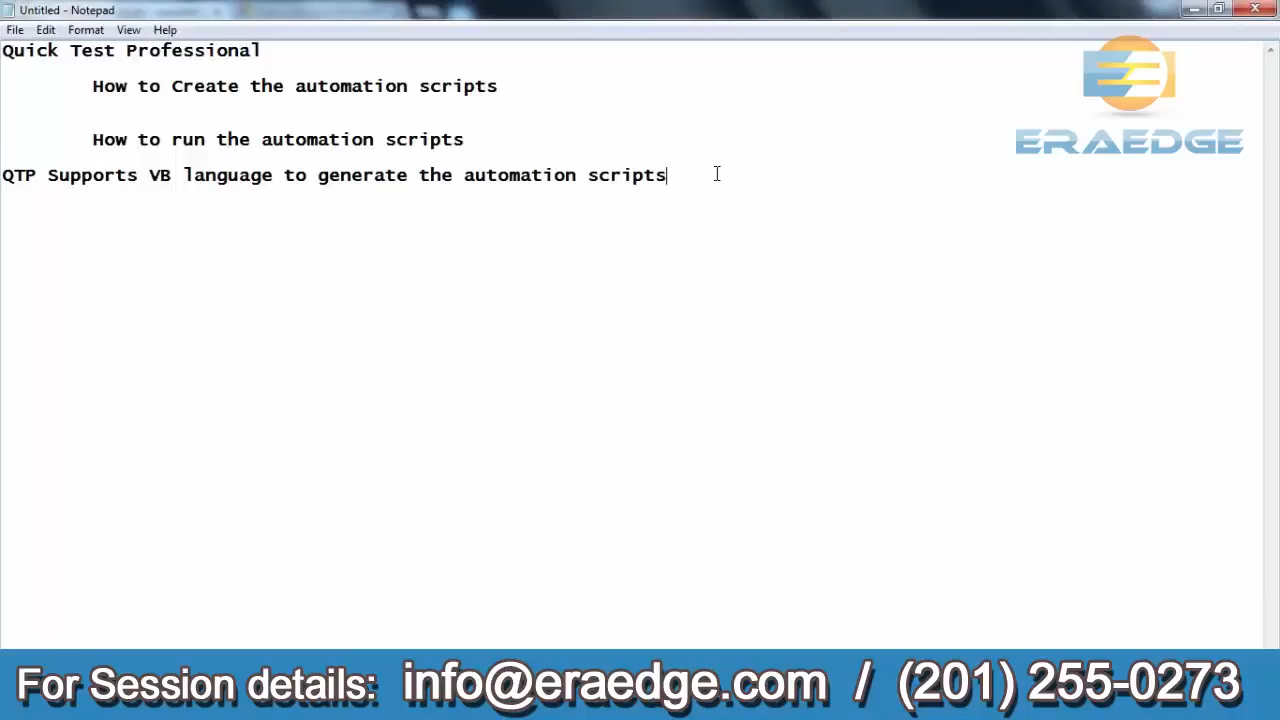 Untitled - Notepad
File Edit Format View Help
Quick Test Professional
How to Create the automation scripts
How to run the automation scripts
QTP Supports VB language to generate the automation scripts
ERAEDGE
For Session details: info@eraedge.com / (201) 255-0273